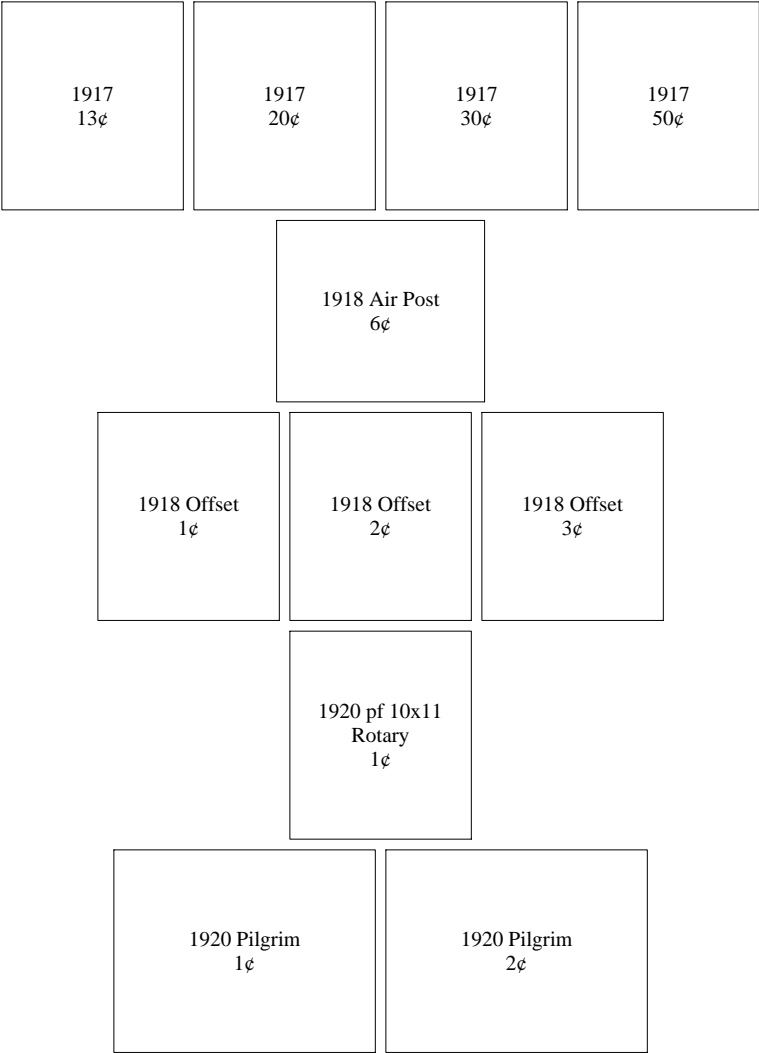 1917
13¢
1917
20¢
1917
30¢
1917
50¢
1918 Air Post
6¢
1918 Offset
1¢
1918 Offset
2¢
1918 Offset
3¢
1920 pf 10x11
Rotary
1¢
1920 Pilgrim
1¢
1920 Pilgrim
2¢